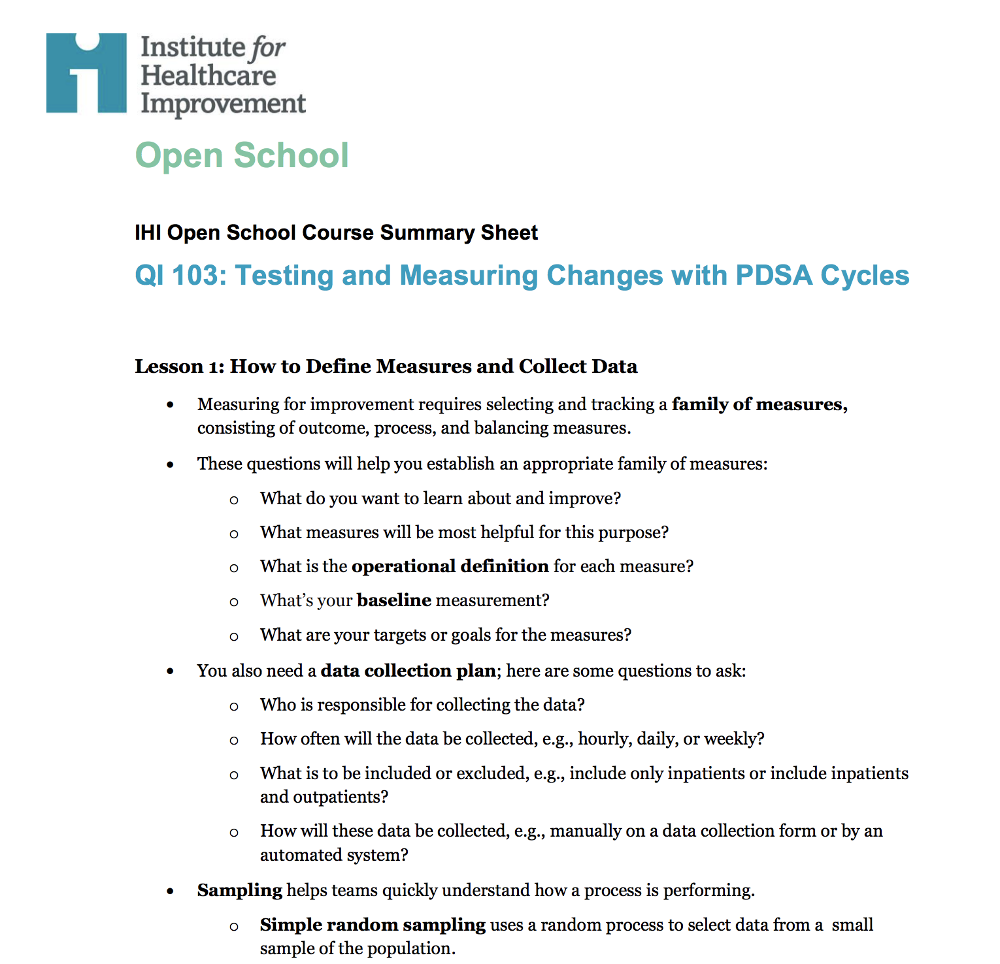 Institute for
Healthcare
Improvement
Open School
IHI Open School Course Summary Sheet
QI 103: Testing and Measuring Changes with PDSA Cycles
Lesson 1: How to Define Measures and Collect Data
• Measuring for improvement requires selecting and tracking a family of measures,
consisting of outcome, process, and balancing measures.
• These questions will help you establish an appropriate family of measures:
o What do you want to learn about and improve?
o What measures will be most helpful for this purpose?
o What is the operational definition for each measure?
o What’s your baseline measurement?
o What are your targets or goals for the measures?
• You also need a data collection plan; here are some questions to ask:
o Who is responsible for collecting the data?
o How often will the data be collected, e.g., hourly, daily, or weekly?
o What is to be included or excluded, e.g., include only inpatients or include inpatients
and outpatients?
o How will these data be collected, e.g., manually on a data collection form or by an
automated system?
• Sampling helps teams quickly understand how a process is performing.
o Simple random sampling uses a random process to select data from a  small
sample of the population.